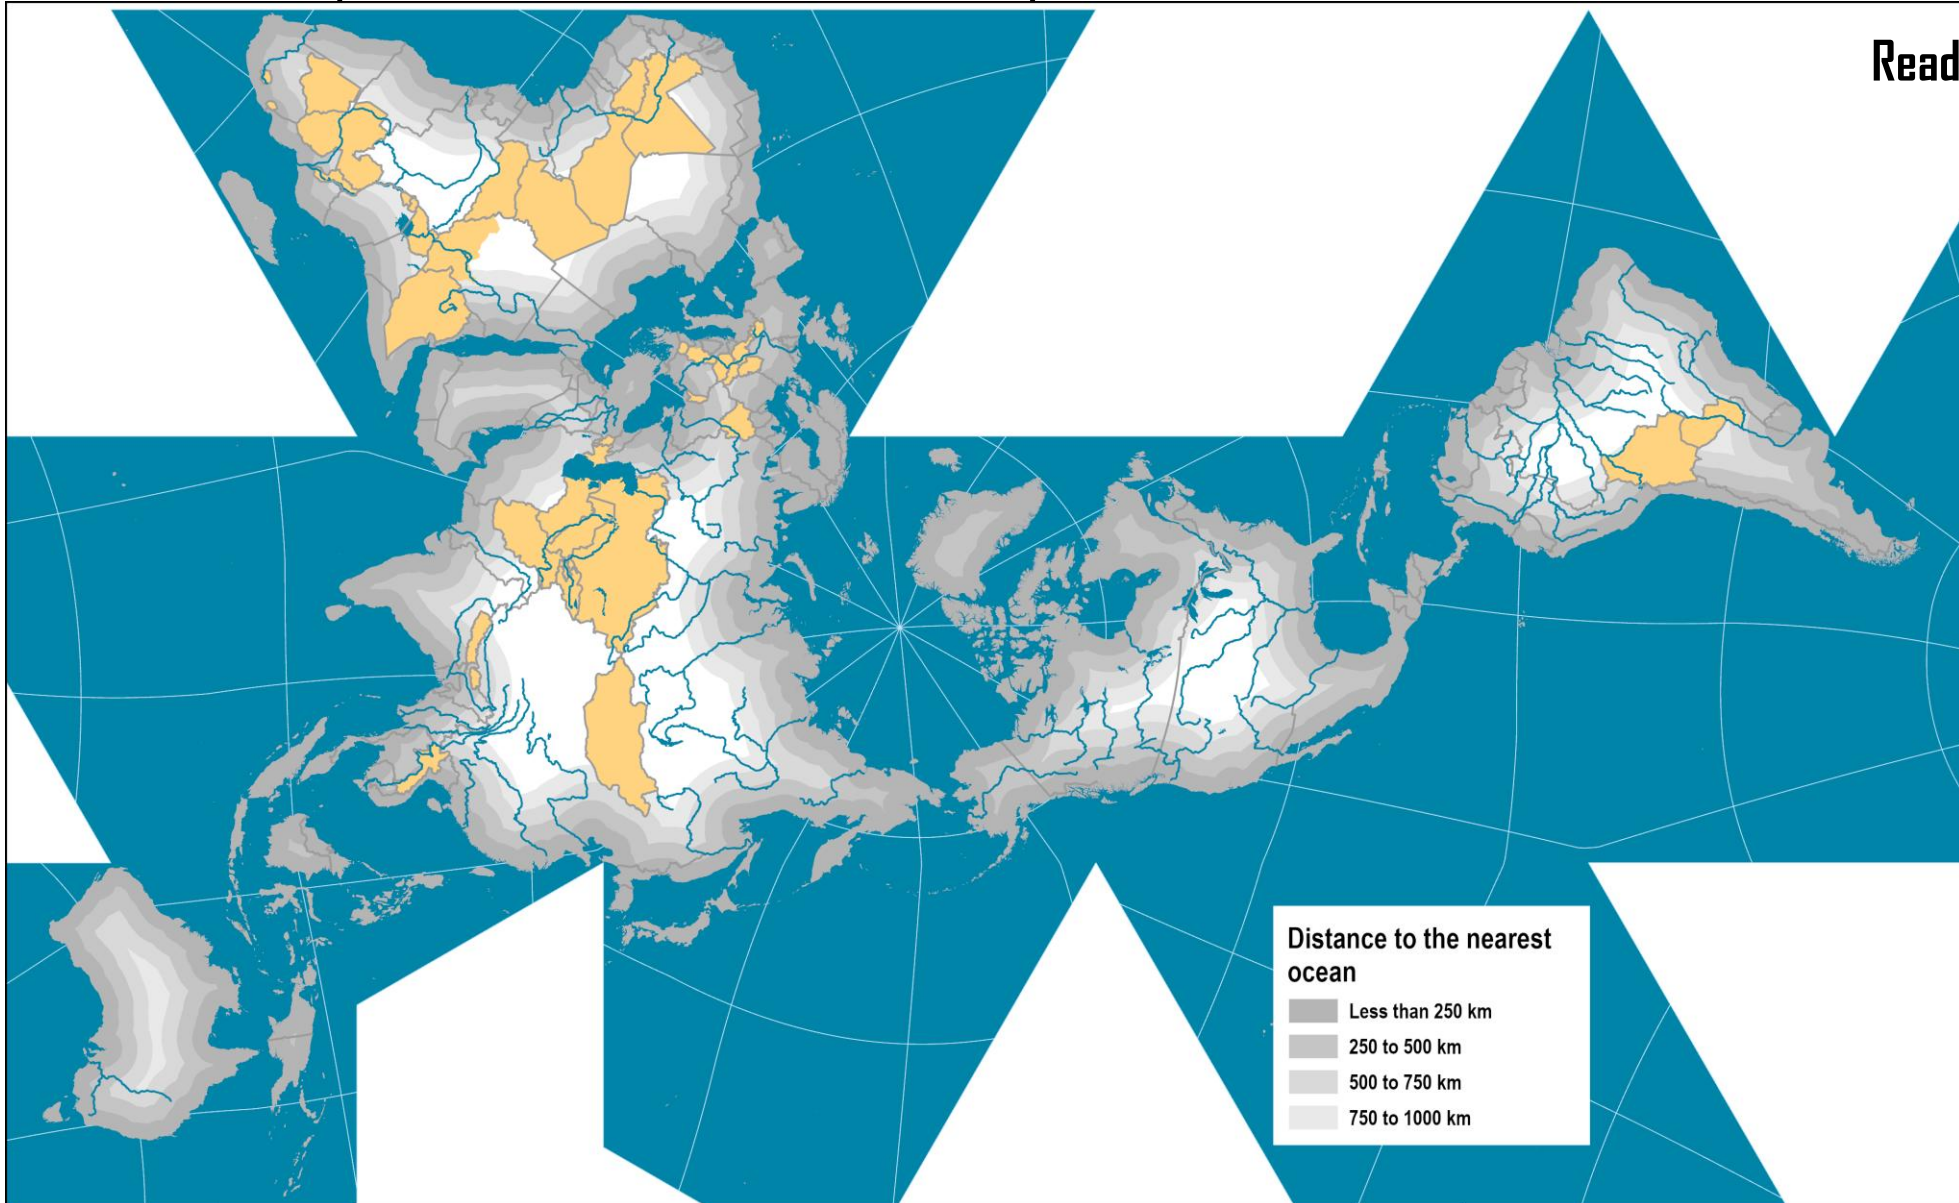 Read
Distance to the nearest
ocean
Less than 250 km
250 to 500 km
500 to 750 km
750 to 1000 km